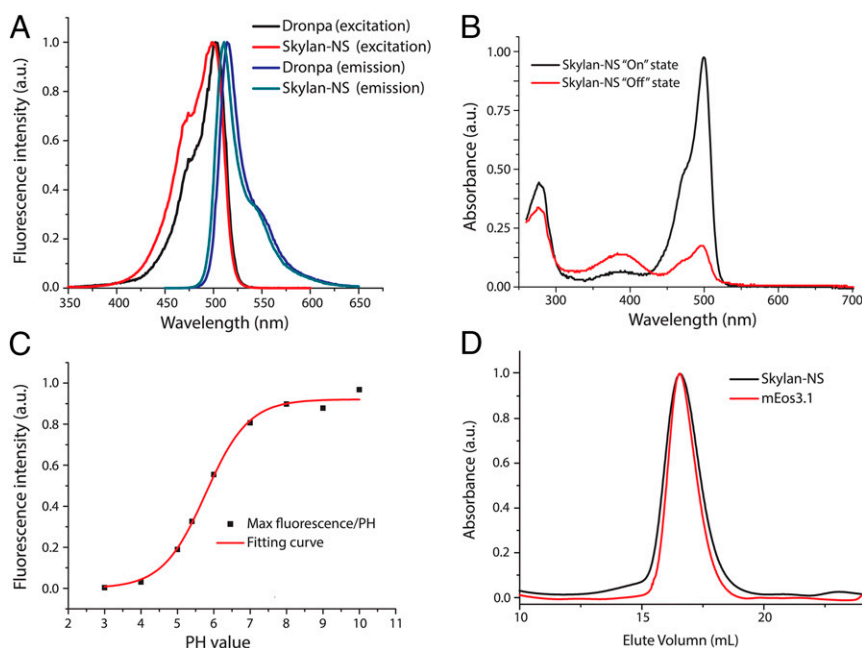 A
Dronpa (excitation)
Skylan-NS (excitation)
Dronpa (emission)
Skylan-NS (emission)
Fluorescence intensity (a.u.)
1.0
0.8
0.6
0.4
0.2
0.0
350 400 450 500 550 600 650
Wavelength (nm)
B
Skylan-NS "On" state
Skylan-NS "Off" state
Absorbance (a.u.)
1.00
0.75
0.50
0.25
0.00
300 400 500 600 700
Wavelength (nm)
C
Fluorescence intensity (a.u.)
1.0
0.8
0.6
0.4
0.2
0.0
Max fluorescence/PH
Fitting curve
2 3 4 5 6 7 8 9 10 11
PH value
D
Skylan-NS
mEos3.1
Absorbance (a.u.)
1.0
0.8
0.6
0.4
0.2
0.0
10 15 20
Elute Volumn (mL)